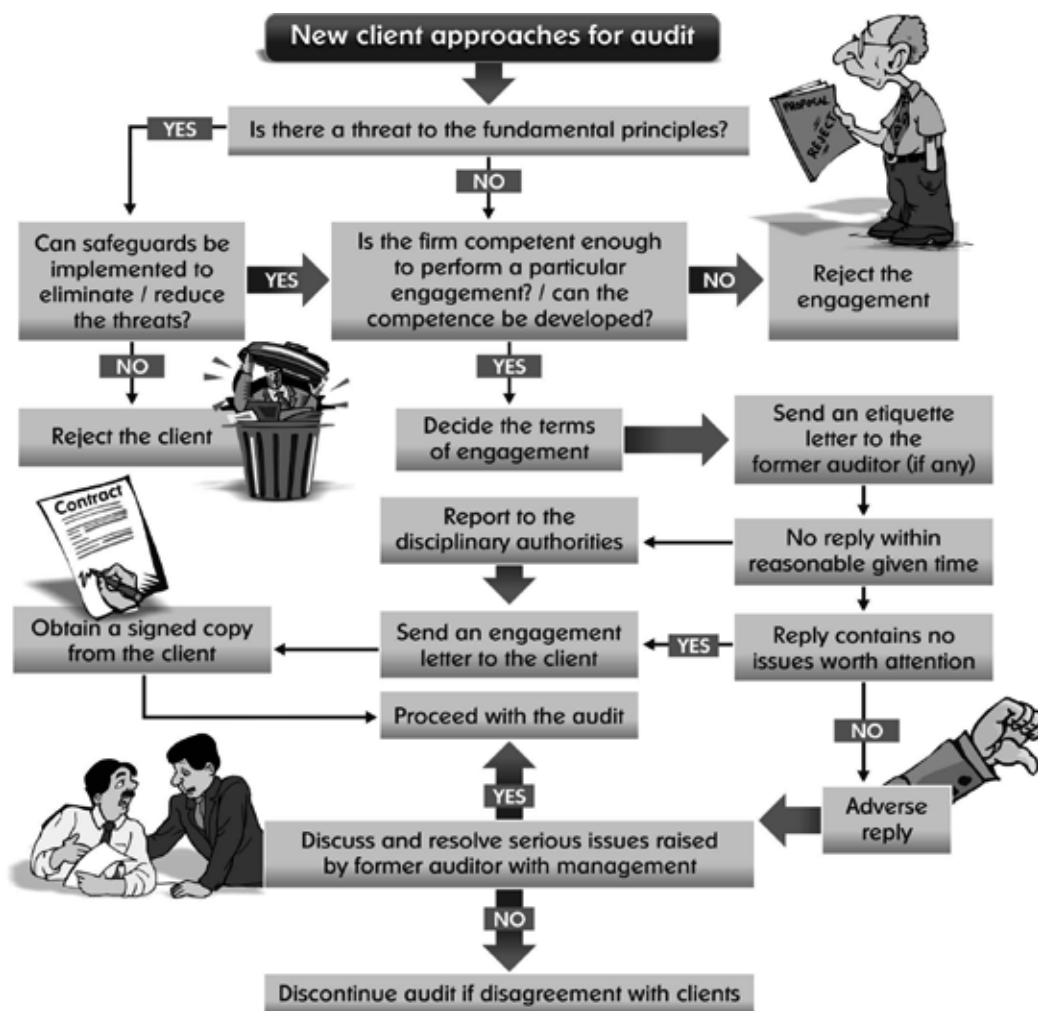 New client approaches for audit
YES
Is there a threat to the fundamental principles?
PROPOSAL
REJECT
NO
Can safeguards be
implemented to
eliminate / reduce
the threats?
YES
Is the firm competent enough
to perform a particular
engagement? / can the
competence be developed?
NO
Reject the
engagement
NO
YES
Reject the client
Decide the terms
of engagement
Send an etiquette
letter to the
former auditor (if any)
Contract
Report to the
disciplinary authorities
No reply within
reasonable given time
Obtain a signed copy
from the client
Send an engagement
letter to the client
YES
Reply contains no
issues worth attention
Proceed with the audit
NO
YES
Adverse
reply
Discuss and resolve serious issues raised
by former auditor with management
NO
Discontinue audit if disagreement with clients